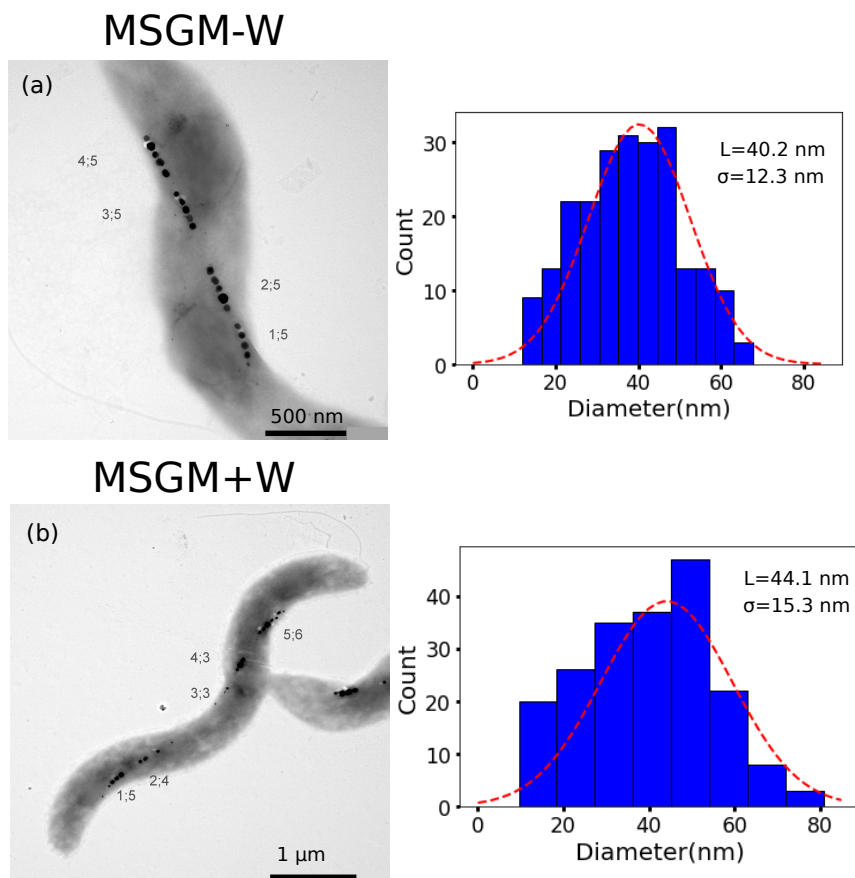 MSGM-W
(a)
4;5
3;5
2;5
1;5
500 nm
L=40.2 nm
σ=12.3 nm
Count
30
20
10
0
0 20 40 60 80
Diameter(nm)
MSGM+W
(b)
5;6
4;3
3;3
2;4
1;5
1 µm
L=44.1 nm
σ=15.3 nm
Count
40
30
20
10
0
0 20 40 60 80
Diameter(nm)